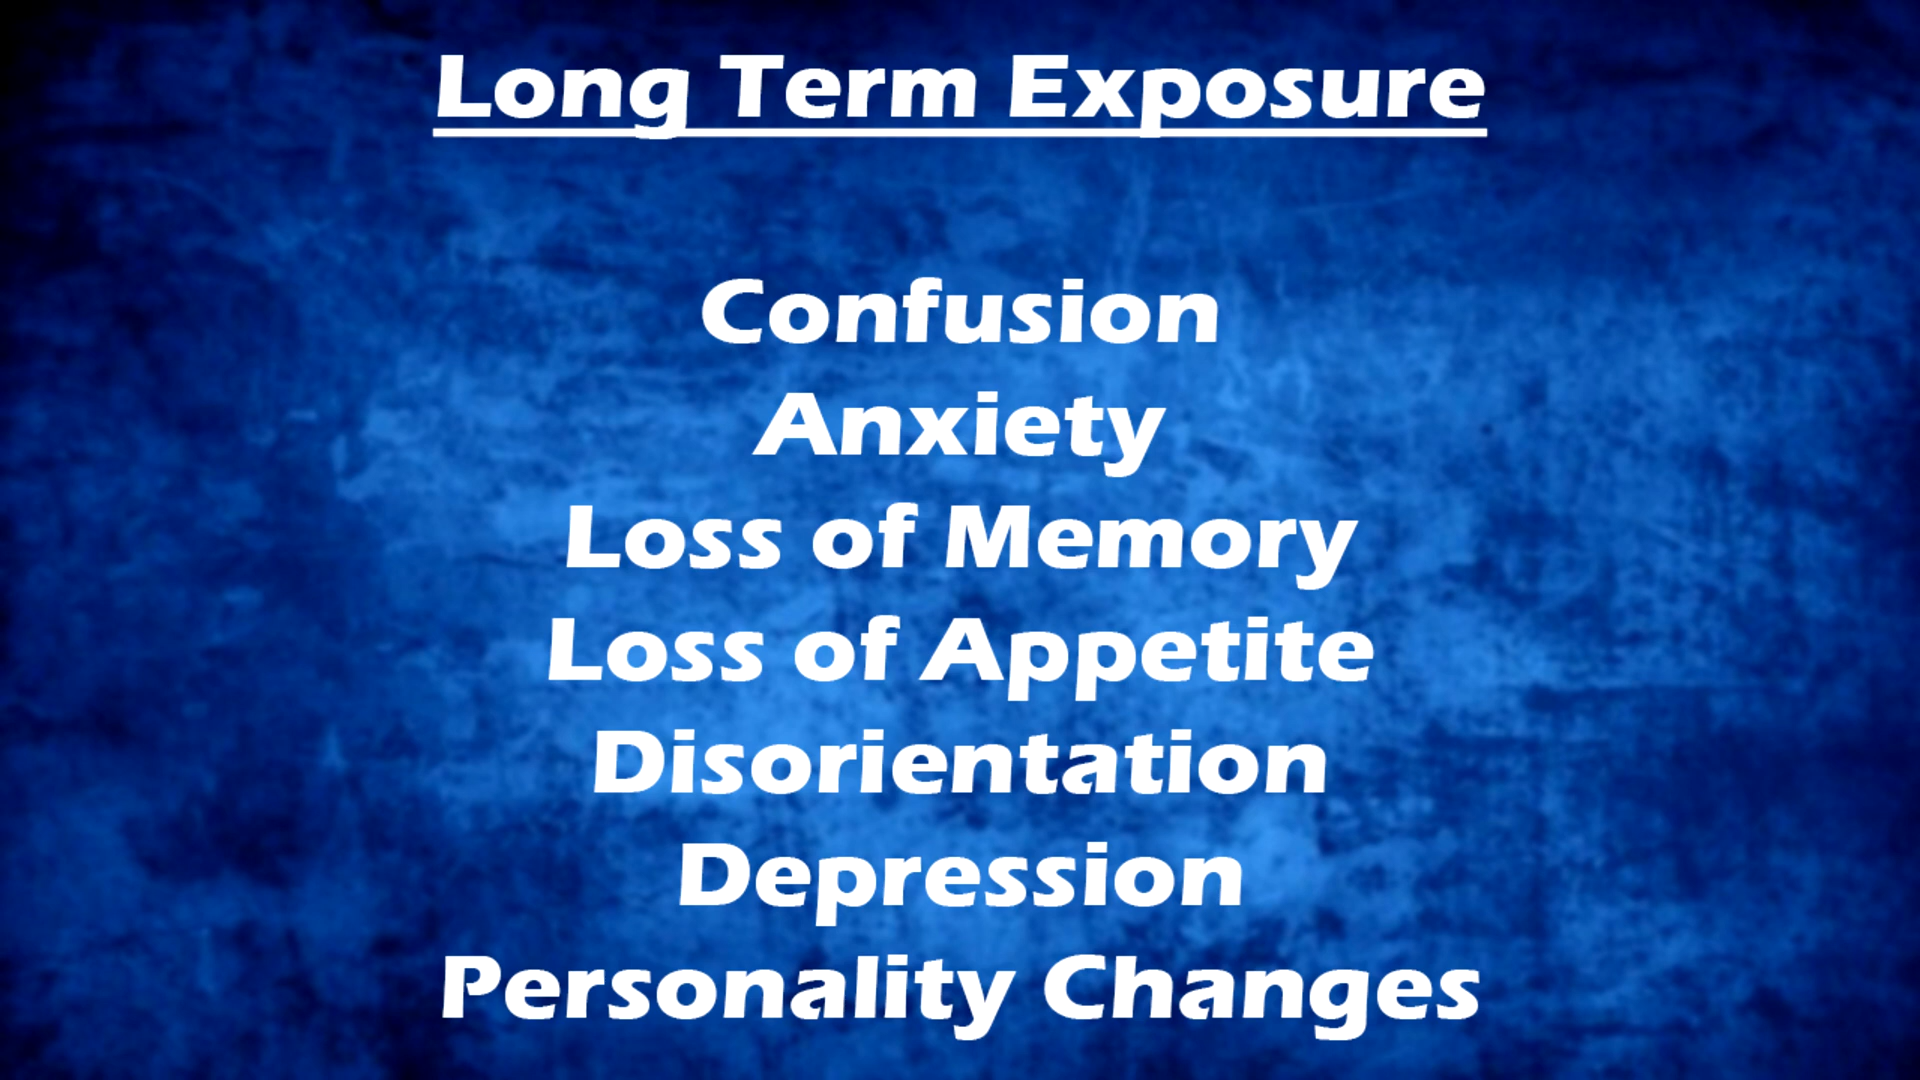 Long Term Exposure
Confusion
Anxiety
Loss of Memory
Loss of Appetite
Disorientation
Depression
Personality Changes